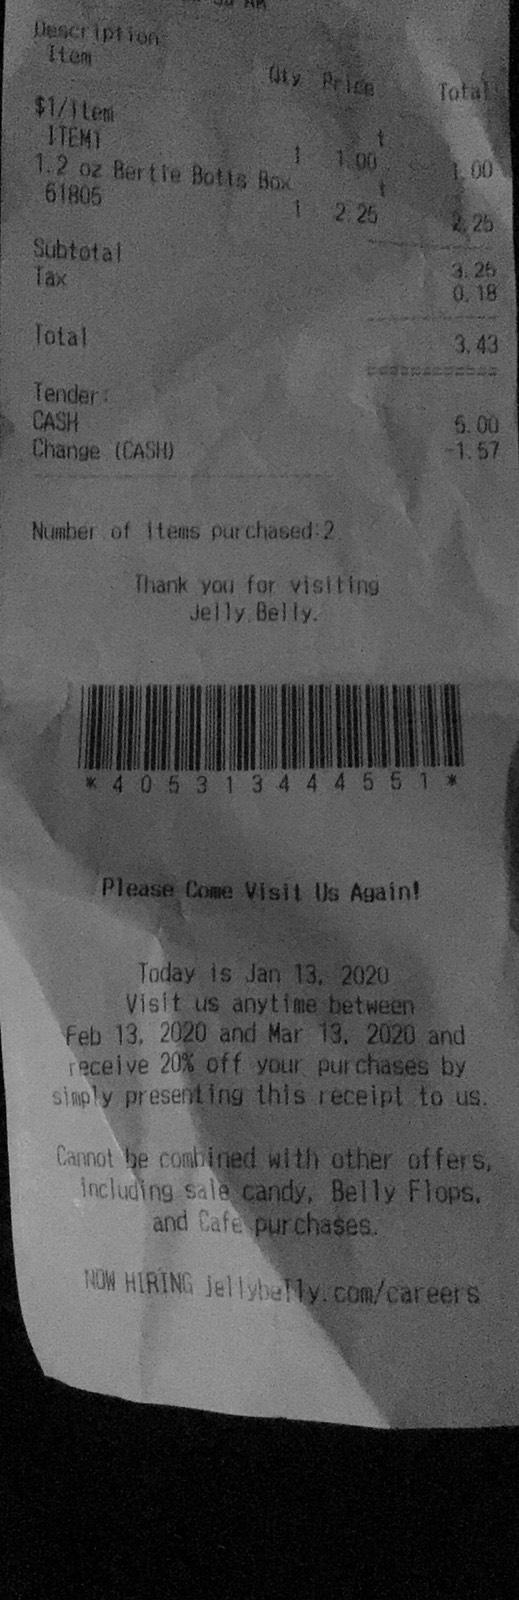 AM
Description
Item
Qty Price Total
$1/Item
ITEM1 t
1 1.00 1.00
1.2 oz Bertie Botts Box t
61805
1 2.25 2.25
Subtotal 3.25
Tax 0.18
Total 3.43
Tender:
CASH 5.00
Change (CASH) -1.57
Number of items purchased:2
Thank you for visiting
Jelly Belly.
*405313444551*
Please Come Visit Us Again!
Today is Jan 13, 2020
Visit us anytime between
Feb 13, 2020 and Mar 13, 2020 and
receive 20% off your purchases by
simply presenting this receipt to us.
Cannot be combined with other offers,
including sale candy, Belly Flops,
and Cafe purchases.
NOW HIRING jellybelly.com/careers